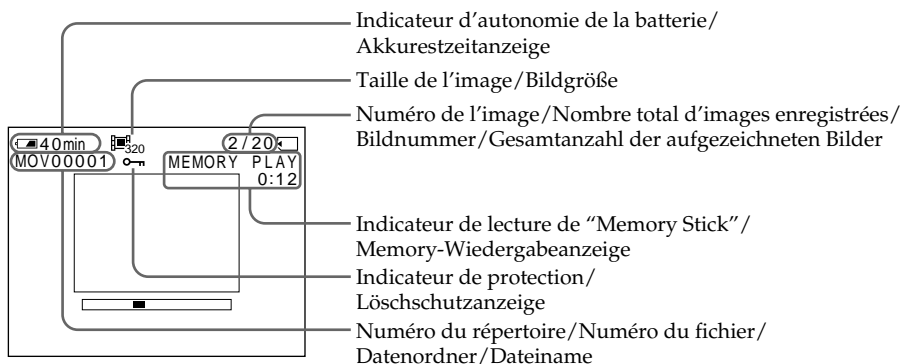 Indicateur d’autonomie de la batterie/
Akkurestzeitanzeige
Taille de l’image/Bildgröße
Numéro de l’image/Nombre total d’images enregistrées/
Bildnummer/Gesamtanzahl der aufgezeichneten Bilder
40min
320
2/20
MOV00001
MEMORY PLAY
0:12
Indicateur de lecture de “Memory Stick”/
Memory-Wiedergabeanzeige
Indicateur de protection/
Löschschutzanzeige
Numéro du répertoire/Numéro du fichier/
Datenordner/Dateiname